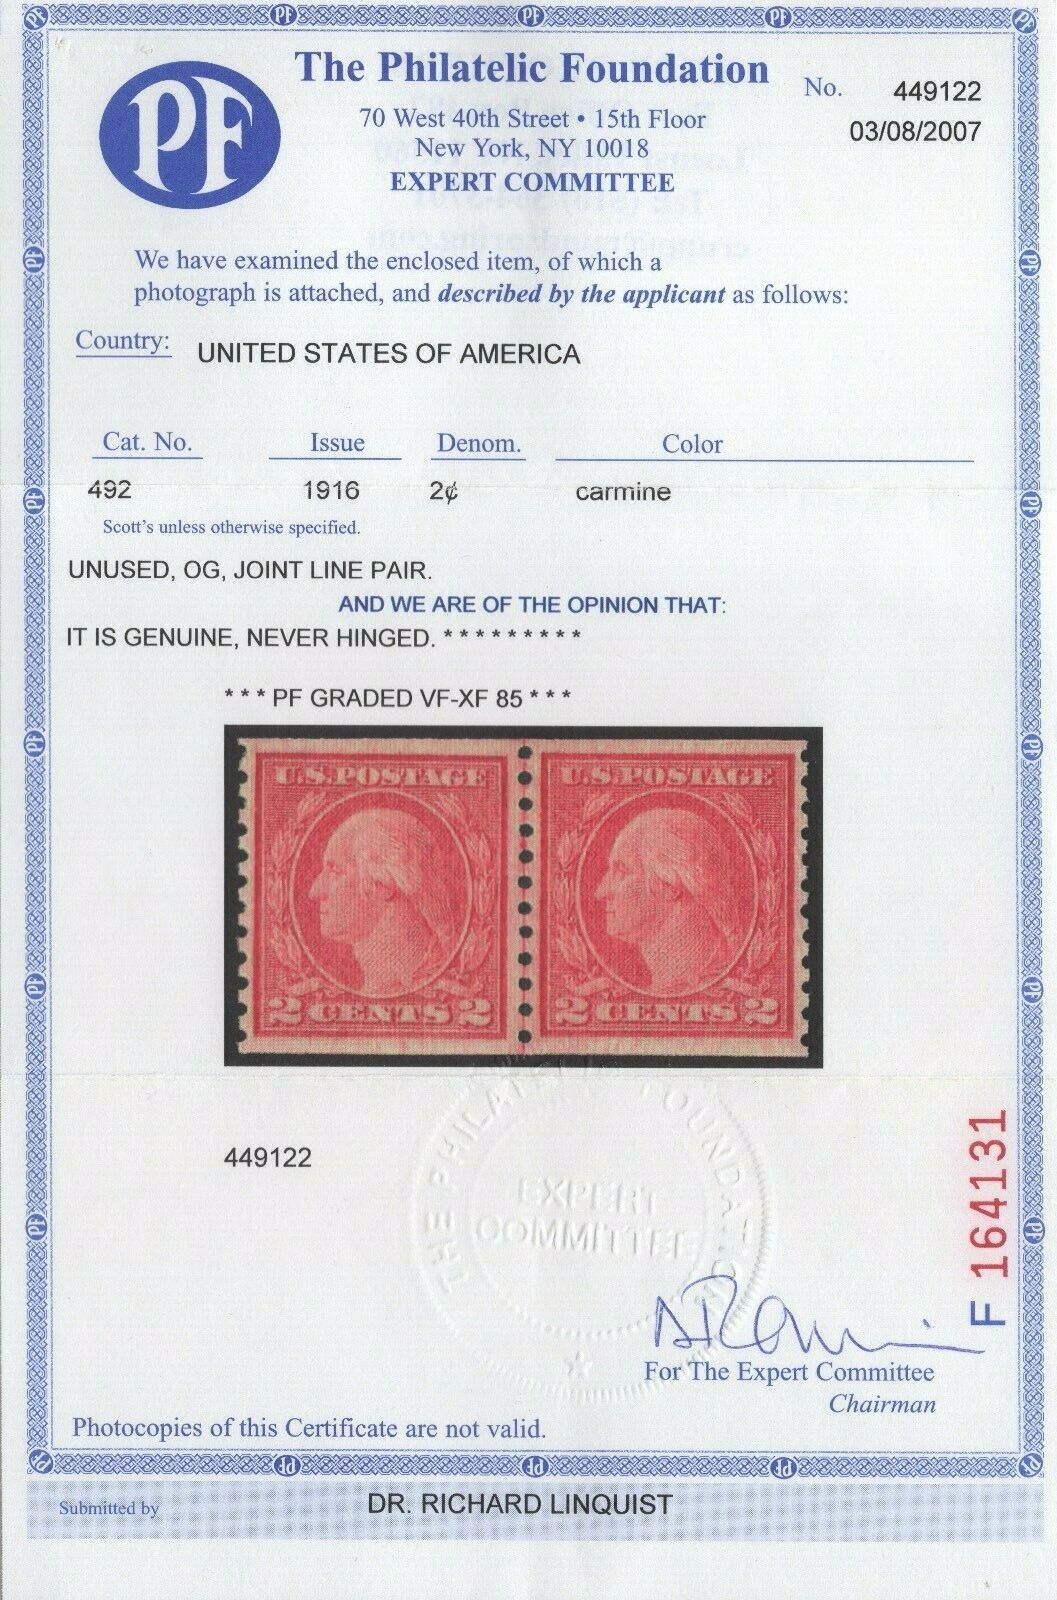 PF
The Philatelic Foundation
70 West 40th Street • 15th Floor
New York, NY 10018
EXPERT COMMITTEE
No. 449122
03/08/2007
We have examined the enclosed item, of which a
photograph is attached, and described by the applicant as follows:
Country: UNITED STATES OF AMERICA
Cat. No. Issue Denom. Color
492 1916 2¢ carmine
Scott's unless otherwise specified.
UNUSED, OG, JOINT LINE PAIR.
AND WE ARE OF THE OPINION THAT:
IT IS GENUINE, NEVER HINGED. * * * * * * * * *
* * * PF GRADED VF-XF 85 * * *
U.S. POSTAGE U.S. POSTAGE
2 CENTS 2 2 CENTS 2
449122
THE PHILATELIC FOUNDATION
EXPERT
COMMITTEE
F 164131
For The Expert Committee
Chairman
Photocopies of this Certificate are not valid.
Submitted by DR. RICHARD LINQUIST